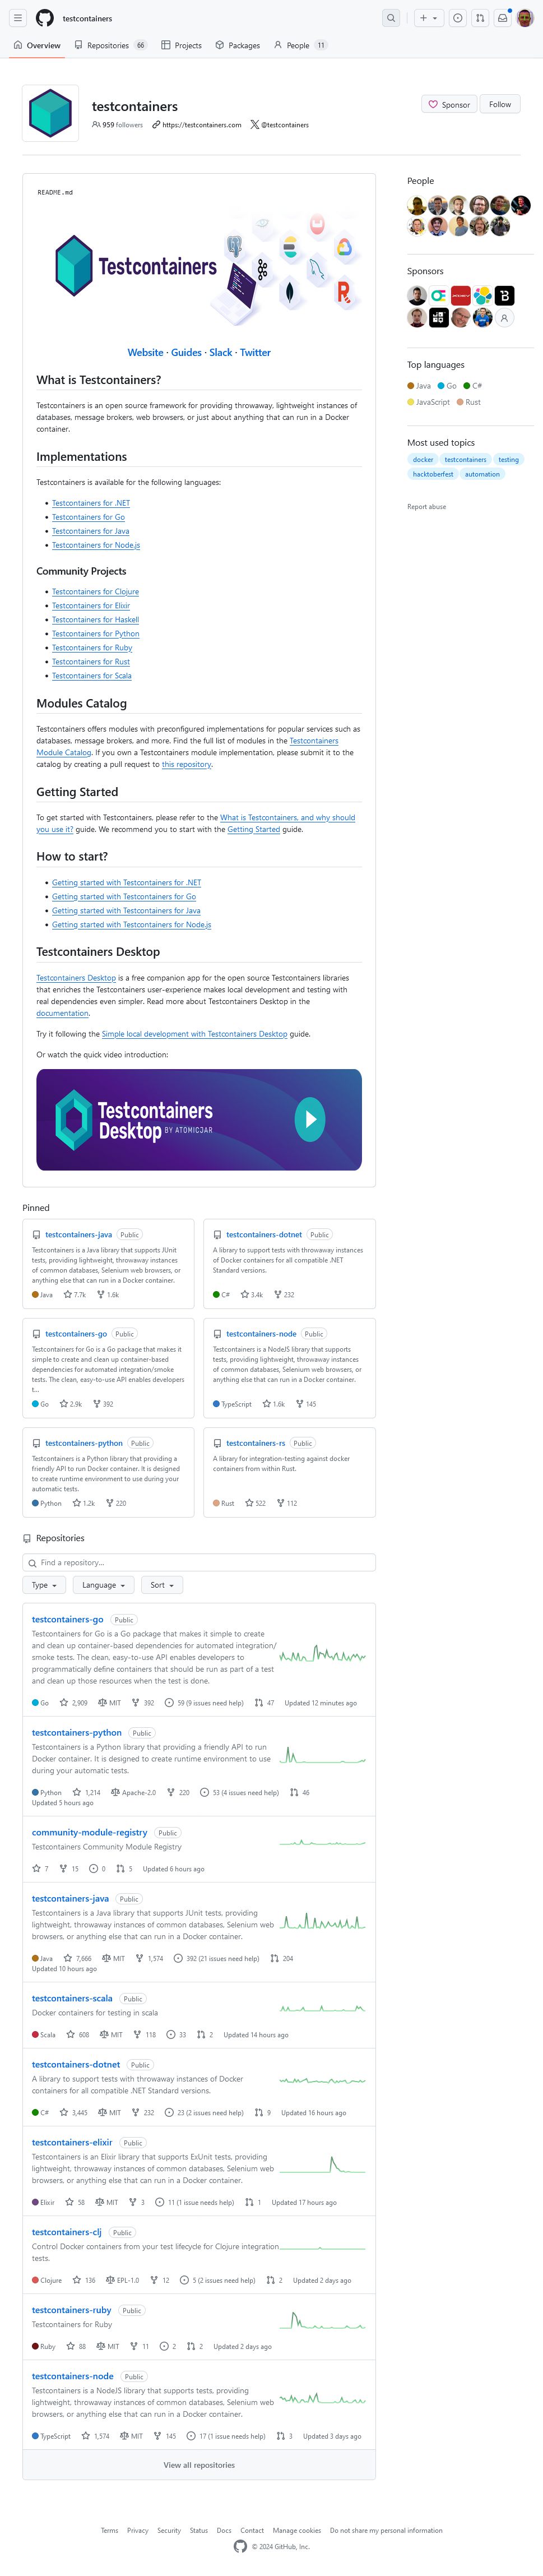 testcontainers
Overview
Repositories 66
Projects
Packages
People 11
testcontainers
959 followers
https://testcontainers.com
@testcontainers
Sponsor
Follow
README.md
Testcontainers
Website · Guides · Slack · Twitter
What is Testcontainers?
Testcontainers is an open source framework for providing throwaway, lightweight instances of
databases, message brokers, web browsers, or just about anything that can run in a Docker
container.
Implementations
Testcontainers is available for the following languages:
Testcontainers for .NET
Testcontainers for Go
Testcontainers for Java
Testcontainers for Node.js
Community Projects
Testcontainers for Clojure
Testcontainers for Elixir
Testcontainers for Haskell
Testcontainers for Python
Testcontainers for Ruby
Testcontainers for Rust
Testcontainers for Scala
Modules Catalog
Testcontainers offers modules with preconfigured implementations for popular services such as
databases, message brokers, and more. Find the full list of modules in the Testcontainers
Module Catalog. If you own a Testcontainers module implementation, please submit it to the
catalog by creating a pull request to this repository.
Getting Started
To get started with Testcontainers, please refer to the What is Testcontainers, and why should
you use it? guide. We recommend you to start with the Getting Started guide.
How to start?
Getting started with Testcontainers for .NET
Getting started with Testcontainers for Go
Getting started with Testcontainers for Java
Getting started with Testcontainers for Node.js
Testcontainers Desktop
Testcontainers Desktop is a free companion app for the open source Testcontainers libraries
that enriches the Testcontainers user-experience makes local development and testing with
real dependencies even simpler. Read more about Testcontainers Desktop in the
documentation.
Try it following the Simple local development with Testcontainers Desktop guide.
Or watch the quick video introduction:
Testcontainers
Desktop BY ATOMICJAR
People
Sponsors
Top languages
Java Go C#
JavaScript Rust
Most used topics
docker testcontainers testing
hacktoberfest automation
Report abuse
Pinned
testcontainers-java Public
Testcontainers is a Java library that supports JUnit
tests, providing lightweight, throwaway instances
of common databases, Selenium web browsers, or
anything else that can run in a Docker container.
Java 7.7k 1.6k
testcontainers-dotnet Public
A library to support tests with throwaway instances
of Docker containers for all compatible .NET
Standard versions.
C# 3.4k 232
testcontainers-go Public
Testcontainers for Go is a Go package that makes it
simple to create and clean up container-based
dependencies for automated integration/smoke
tests. The clean, easy-to-use API enables developers
t…
Go 2.9k 392
testcontainers-node Public
Testcontainers is a NodeJS library that supports
tests, providing lightweight, throwaway instances
of common databases, Selenium web browsers, or
anything else that can run in a Docker container.
TypeScript 1.6k 145
testcontainers-python Public
Testcontainers is a Python library that providing a
friendly API to run Docker container. It is designed
to create runtime environment to use during your
automatic tests.
Python 1.2k 220
testcontainers-rs Public
A library for integration-testing against docker
containers from within Rust.
Rust 522 112
Repositories
Find a repository…
Type Language Sort
testcontainers-go Public
Testcontainers for Go is a Go package that makes it simple to create
and clean up container-based dependencies for automated integration/
smoke tests. The clean, easy-to-use API enables developers to
programmatically define containers that should be run as part of a test
and clean up those resources when the test is done.
Go 2,909 MIT 392 59 (9 issues need help) 47 Updated 12 minutes ago
testcontainers-python Public
Testcontainers is a Python library that providing a friendly API to run
Docker container. It is designed to create runtime environment to use
during your automatic tests.
Python 1,214 Apache-2.0 220 53 (4 issues need help) 46
Updated 5 hours ago
community-module-registry Public
Testcontainers Community Module Registry
7 15 0 5 Updated 6 hours ago
testcontainers-java Public
Testcontainers is a Java library that supports JUnit tests, providing
lightweight, throwaway instances of common databases, Selenium web
browsers, or anything else that can run in a Docker container.
Java 7,666 MIT 1,574 392 (21 issues need help) 204
Updated 10 hours ago
testcontainers-scala Public
Docker containers for testing in scala
Scala 608 MIT 118 33 2 Updated 14 hours ago
testcontainers-dotnet Public
A library to support tests with throwaway instances of Docker
containers for all compatible .NET Standard versions.
C# 3,445 MIT 232 23 (2 issues need help) 9 Updated 16 hours ago
testcontainers-elixir Public
Testcontainers is an Elixir library that supports ExUnit tests, providing
lightweight, throwaway instances of common databases, Selenium web
browsers, or anything else that can run in a Docker container.
Elixir 58 MIT 3 11 (1 issue needs help) 1 Updated 17 hours ago
testcontainers-clj Public
Control Docker containers from your test lifecycle for Clojure integration
tests.
Clojure 136 EPL-1.0 12 5 (2 issues need help) 2 Updated 2 days ago
testcontainers-ruby Public
Testcontainers for Ruby
Ruby 88 MIT 11 2 2 Updated 2 days ago
testcontainers-node Public
Testcontainers is a NodeJS library that supports tests, providing
lightweight, throwaway instances of common databases, Selenium web
browsers, or anything else that can run in a Docker container.
TypeScript 1,574 MIT 145 17 (1 issue needs help) 3 Updated 3 days ago
View all repositories
Terms Privacy Security Status Docs Contact Manage cookies Do not share my personal information
© 2024 GitHub, Inc.